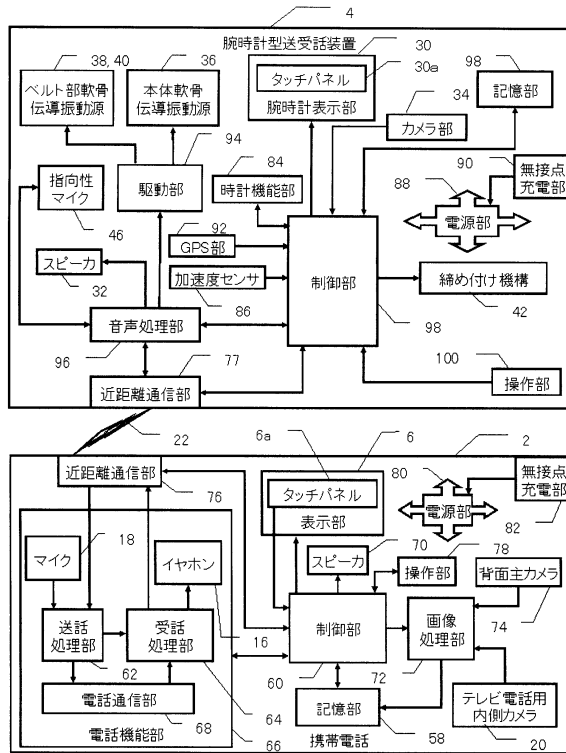 4
腕時計型送受話装置
30
38, 40
36
ベルト部軟骨
伝導振動源
本体軟骨
伝導振動源
タッチパネル
30a
腕時計表示部
98
記憶部
34
カメラ部
94
指向性
マイク
駆動部
84
時計機能部
90
無接点
充電部
88
電源部
46
92
GPS部
スピーカ
32
加速度センサ
制御部
締め付け機構
86
42
音声処理部
98
96
77
100
近距離通信部
操作部
22
6a
6
2
近距離通信部
タッチパネル
80
無接点
充電部
76
表示部
電源部
82
18
マイク
イヤホン
70
スピーカ
78
操作部
背面主カメラ
送話
処理部
受話
処理部
16
制御部
画像
処理部
74
62
60
72
電話通信部
64
記憶部
テレビ電話用
内側カメラ
68
58
電話機能部
66
携帯電話
20